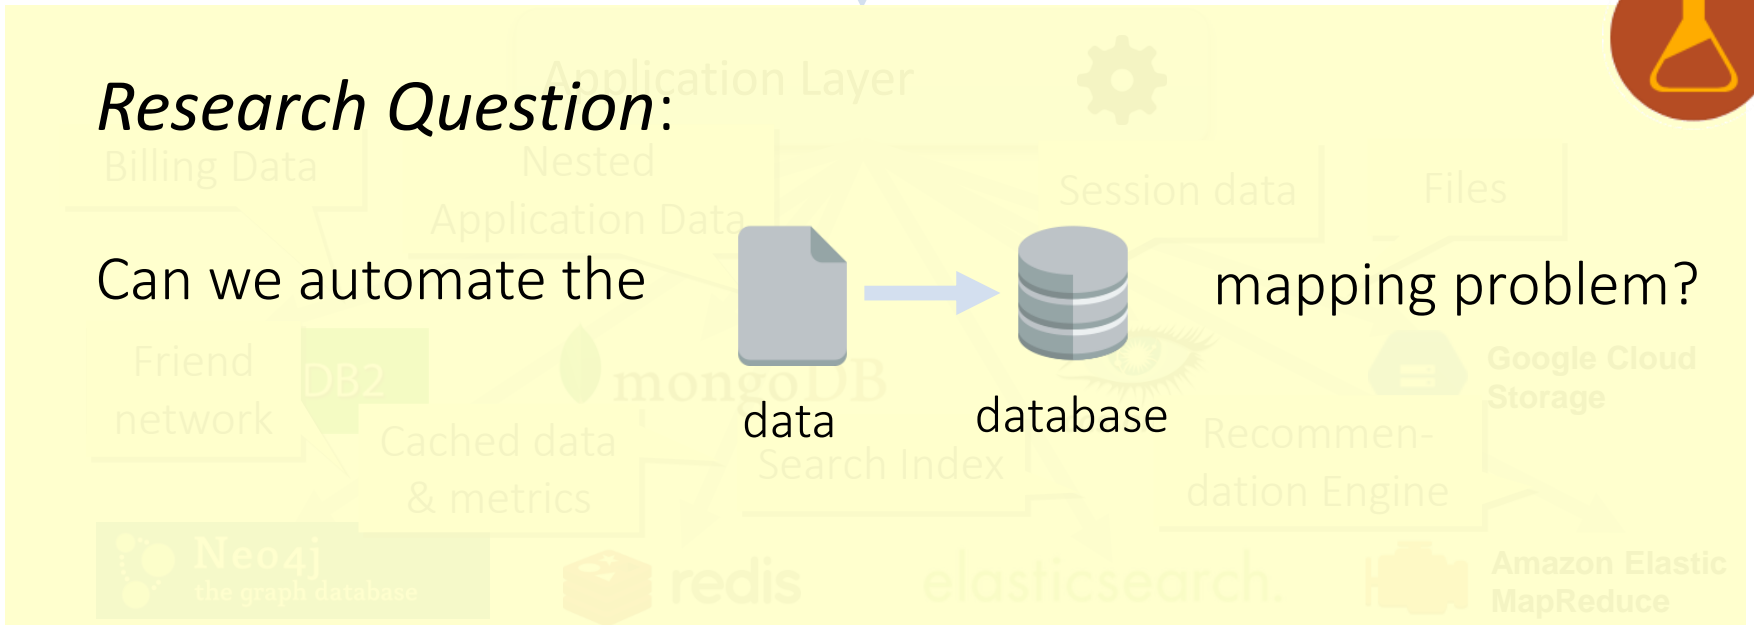 Application Layer
Research Question:
Billing Data
Nested
Application Data
Session data
Files
Can we automate the
mapping problem?
Friend
network
DB2
mongoDB
Google Cloud
Storage
data
database
Cached data
& metrics
Search Index
Recommen-
dation Engine
Neo4j
the graph database
redis
elasticsearch.
Amazon Elastic
MapReduce